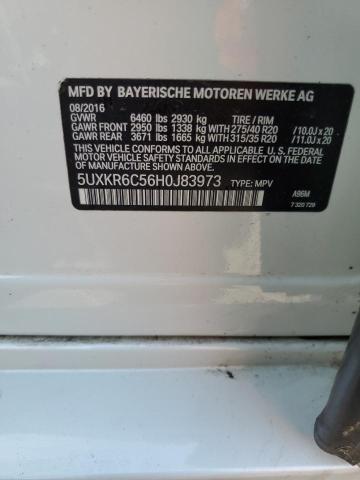 MFD BY BAYERISCHE MOTOREN WERKE AG
08/2016
GVWR 6460 lbs 2930 kg TIRE / RIM
GAWR FRONT 2950 lbs 1338 kg WITH 275/40 R20 /10.0J x 20
GAWR REAR 3671 lbs 1665 kg WITH 315/35 R20 /11.0J x 20
THIS VEHICLE CONFORMS TO ALL APPLICABLE U.S. FEDERAL
MOTOR VEHICLE SAFETY STANDARDS IN EFFECT ON THE DATE
OF MANUFACTURE SHOWN ABOVE.
5UXKR6C56H0J83973 TYPE: MPV A96M
7 320 729